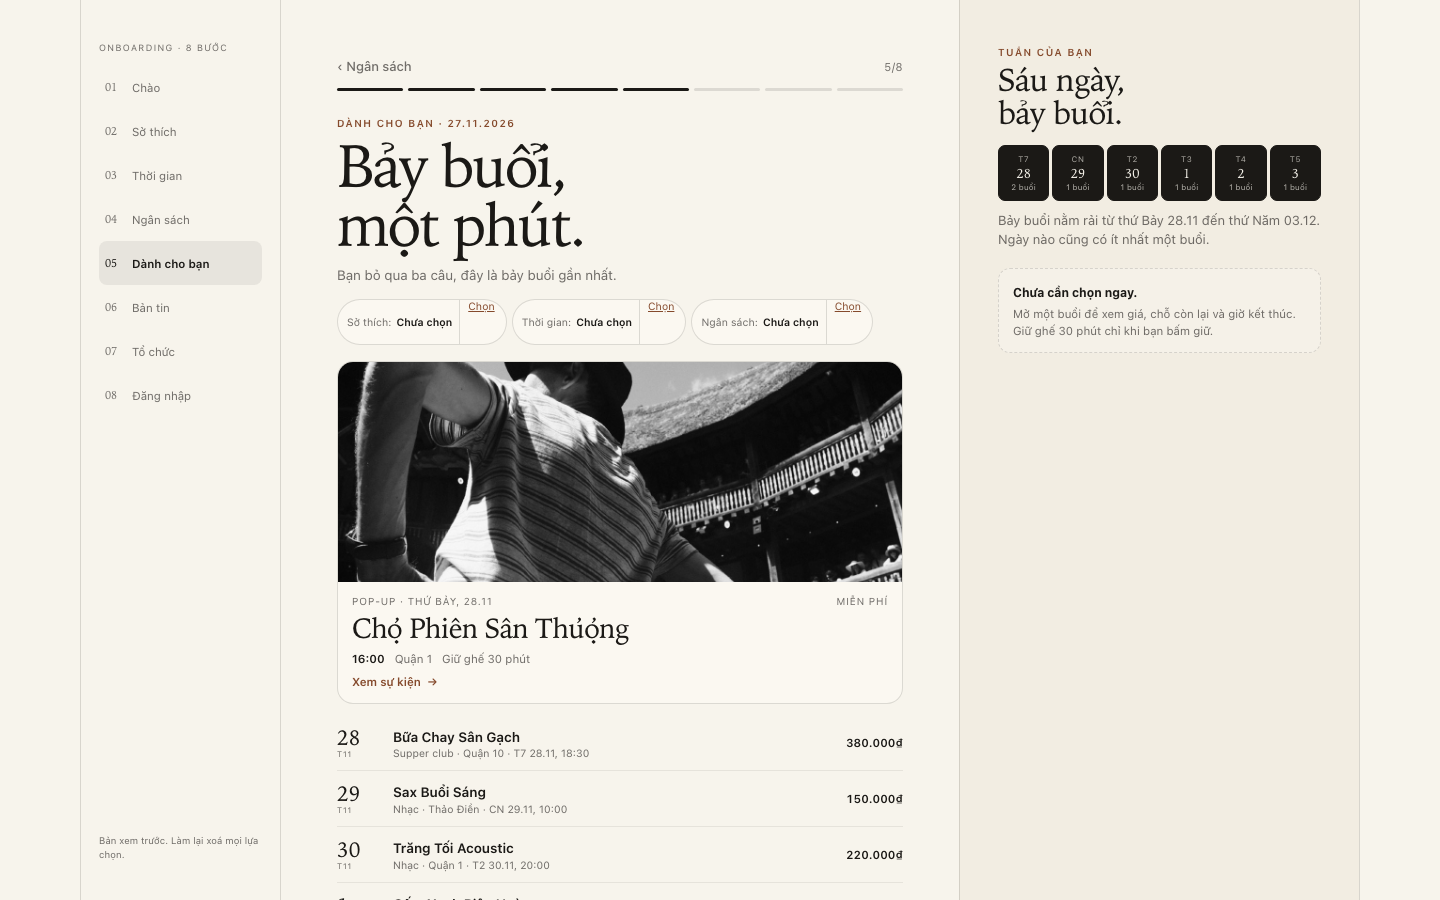 ONBOARDING · 8 BƯỚC
01 Chào
02 Sở thích
03 Thời gian
04 Ngân sách
05 Dành cho bạn
06 Bản tin
07 Tổ chức
08 Đăng nhập
Bản xem trước. Làm lại xoá mọi lựa
chọn.
‹ Ngân sách 5/8
DÀNH CHO BẠN · 27.11.2026
Bảy buổi,
một phút.
Bạn bỏ qua ba câu, đây là bảy buổi gần nhất.
Sở thích: Chưa chọn Chọn
Thời gian: Chưa chọn Chọn
Ngân sách: Chưa chọn Chọn
POP-UP · THỨ BẢY, 28.11 MIỄN PHÍ
Chợ Phiên Sân Thượng
16:00 Quận 1 Giữ ghế 30 phút
Xem sự kiện →
28 Bữa Chay Sân Gạch 380.000₫
T11 Supper club · Quận 10 · T7 28.11, 18:30
29 Sax Buổi Sáng 150.000₫
T11 Nhạc · Thảo Điền · CN 29.11, 10:00
30 Trăng Tối Acoustic 220.000₫
T11 Nhạc · Quận 1 · T2 30.11, 20:00
TUẦN CỦA BẠN
Sáu ngày,
bảy buổi.
T7 CN T2 T3 T4 T5
28 29 30 1 2 3
2 buổi 1 buổi 1 buổi 1 buổi 1 buổi 1 buổi
Bảy buổi nằm rải từ thứ Bảy 28.11 đến thứ Năm 03.12.
Ngày nào cũng có ít nhất một buổi.
Chưa cần chọn ngay.
Mở một buổi để xem giá, chỗ còn lại và giờ kết thúc.
Giữ ghế 30 phút chỉ khi bạn bấm giữ.